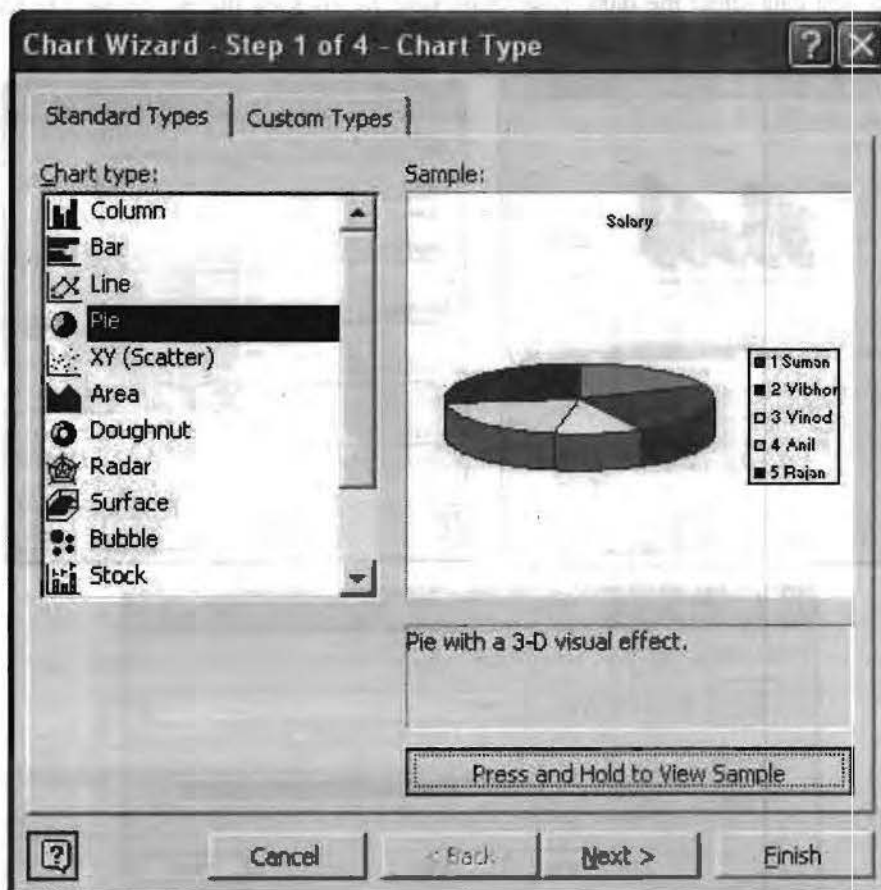 Chart Wizard - Step 1 of 4 - Chart Type
Standard Types
Custom Types
Chart type:
Column
Bar
Line
Pie
XY (Scatter)
Area
Doughnut
Radar
Surface
Bubble
Stock
Sample:
Salary
1 Suman
2 Vibhor
3 Vinod
4 Anil
5 Rajan
Pie with a 3-D visual effect.
Press and Hold to View Sample
Cancel
< Back
Next >
Finish